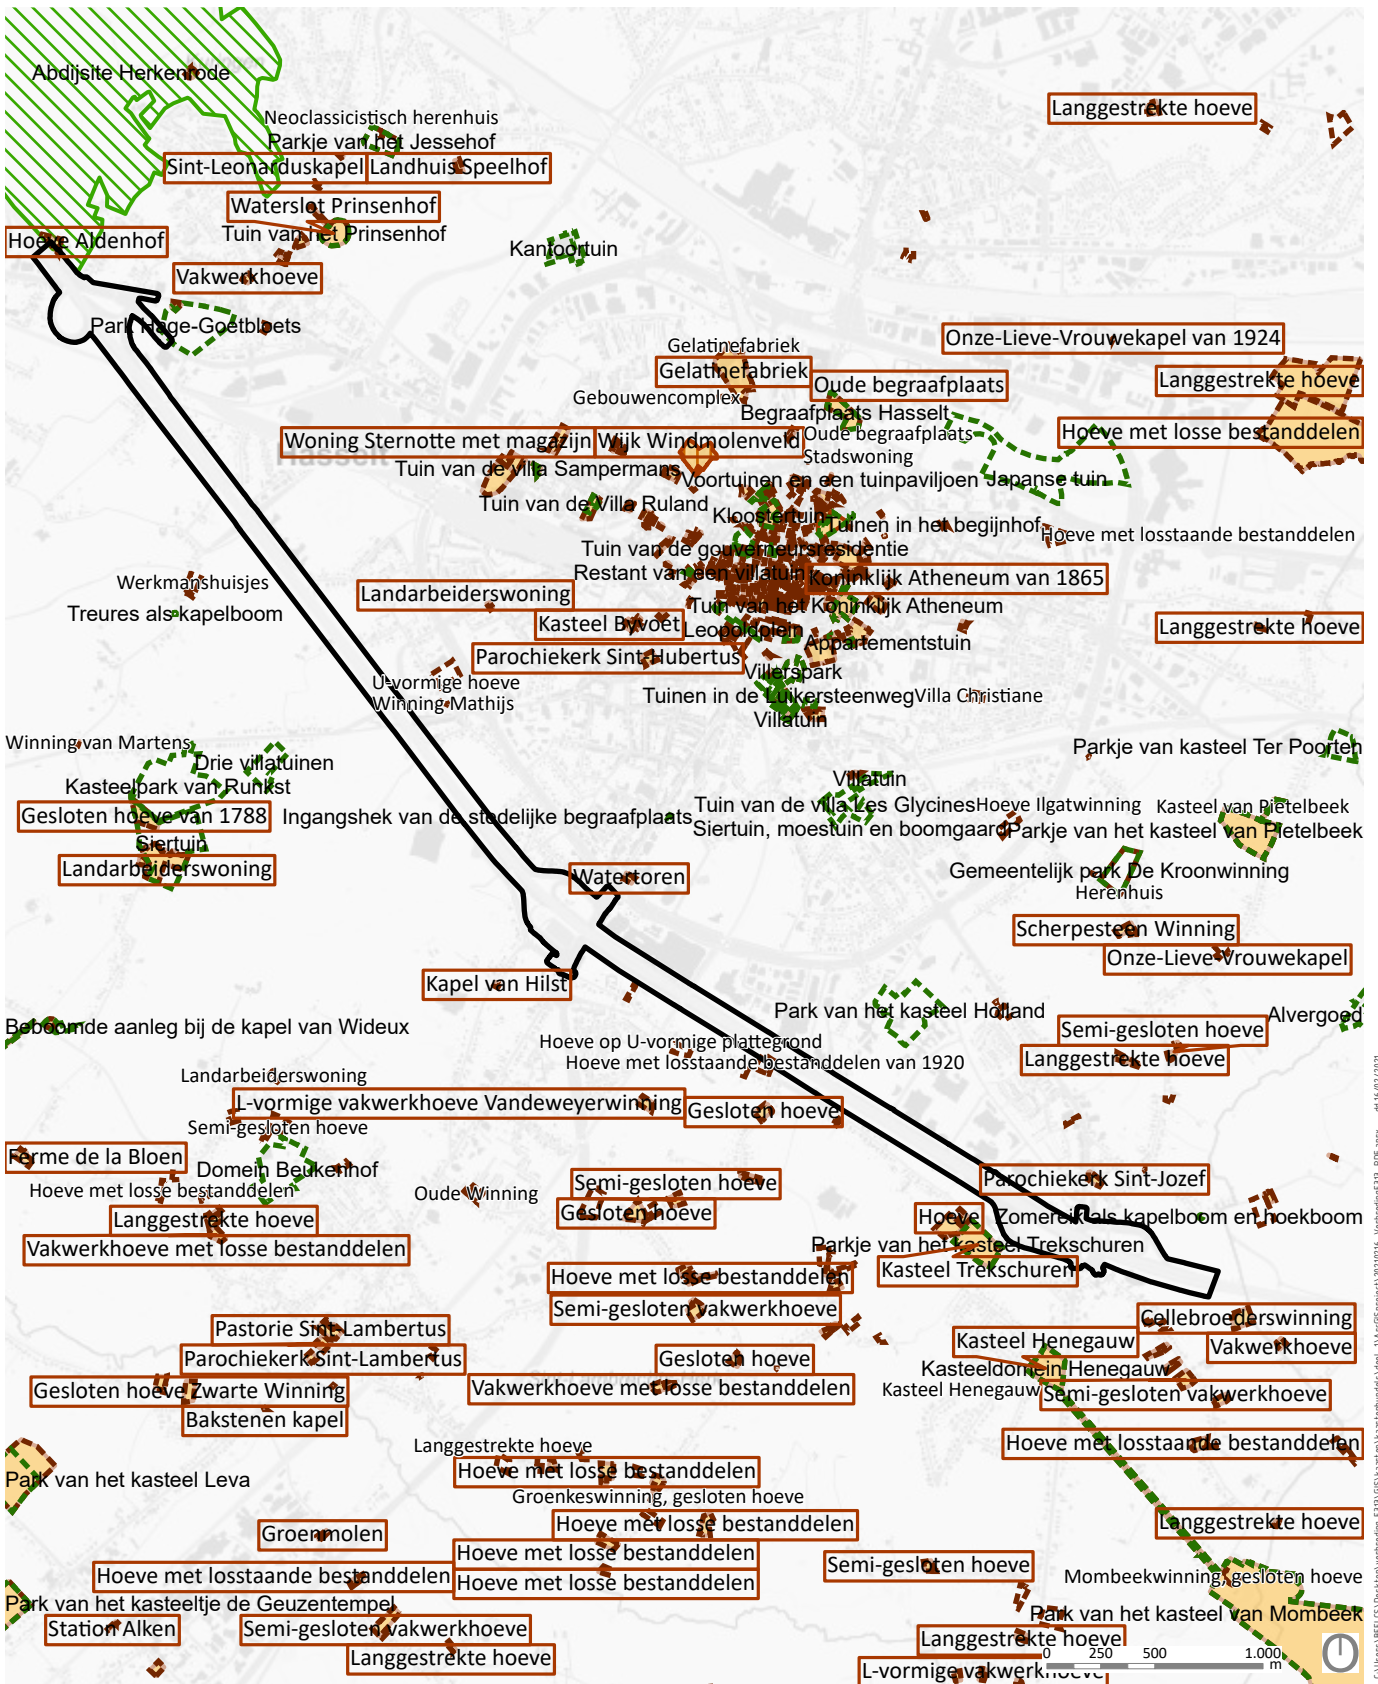 Abdijsite Herkenrode
Neoclassicistisch herenhuis
Parkje van het Jessehof
Langgestrekte hoeve
Sint-Leonarduskapel
Landhuis Speelhof
Waterslot Prinsenhof
Tuin van het Prinsenhof
Hoeve Aldenhof
Kantoortuin
Vakwerkhoeve
Park Hage-Goetbloets
Onze-Lieve-Vrouwekapel van 1924
Gelatinefabriek
Gelatinefabriek
Oude begraafplaats
Langgestrekte hoeve
Gebouwencomplex
Begraafplaats Hasselt
Woning Sternotte met magazijn
Wijk Windmolenveld
Oude begraafplaats
Hoeve met losse bestanddelen
Hasselt
Stadswoning
Tuin van de villa Sampermans
Voortuinen en een tuinpaviljoen
Japanse tuin
Tuin van de Villa Ruland
Kloostertuin
Tuinen in het begijnhof
Hoeve met losstaande bestanddelen
Tuin van de gouverneursresidentie
Restant van een villatuin
Koninklijk Atheneum van 1865
Werkmanshuisjes
Landarbeiderswoning
Treures als kapelboom
Tuin van het Koninklijk Atheneum
Kasteel Byvoet
Leopoldplein
Langgestrekte hoeve
Appartementstuin
Parochiekerk Sint-Hubertus
Villerspark
U-vormige hoeve
Winning Mathijs
Tuinen in de Luikersteenweg
Villa Christiane
Villatuin
Winning van Martens
Drie villatuinen
Parkje van kasteel Ter Poorten
Kasteelpark van Runkst
Villatuin
Gesloten hoeve van 1788
Ingangshek van de stedelijke begraafplaats
Tuin van de villa Les Glycines
Hoeve Ilgatwinning
Kasteel van Pietelbeek
Siertuin, moestuin en boomgaard
Parkje van het kasteel van Pietelbeek
Siertuin
Landarbeiderswoning
Watertoren
Gemeentelijk park De Kroonwinning
Herenhuis
Scherpesteen Winning
Onze-Lieve-Vrouwekapel
Kapel van Hilst
Park van het kasteel Holland
Alvergoed
Beboomde aanleg bij de kapel van Wideux
Semi-gesloten hoeve
Hoeve op U-vormige plattegrond
Langgestrekte hoeve
Hoeve met losstaande bestanddelen van 1920
Landarbeiderswoning
L-vormige vakwerkhoeve Vandeweyerwinning
Gesloten hoeve
Semi-gesloten hoeve
Ferme de la Bloen
Domein Beukenhof
Hoeve met losse bestanddelen
Oude Winning
Semi-gesloten hoeve
Parochiekerk Sint-Jozef
Langgestrekte hoeve
Gesloten hoeve
Hoeve
Zomereik als kapelboom en hoekboom
Vakwerkhoeve met losse bestanddelen
Parkje van het kasteel Trekschuren
Kasteel Trekschuren
Hoeve met losse bestanddelen
Semi-gesloten vakwerkhoeve
Cellebroederswinning
Pastorie Sint-Lambertus
Kasteel Henegauw
Vakwerkhoeve
Parochiekerk Sint-Lambertus
Gesloten hoeve
Kasteeldomein Henegauw
Gesloten hoeve Zwarte Winning
Vakwerkhoeve met losse bestanddelen
Kasteel Henegauw
Semi-gesloten vakwerkhoeve
Bakstenen kapel
Langgestrekte hoeve
Hoeve met losstaande bestanddelen
Park van het kasteel Leva
Hoeve met losse bestanddelen
Groenkeswinning, gesloten hoeve
Groenmolen
Hoeve met losse bestanddelen
Langgestrekte hoeve
Hoeve met losse bestanddelen
Semi-gesloten hoeve
Hoeve met losstaande bestanddelen
Hoeve met losse bestanddelen
Mombeekwinning, gesloten hoeve
Park van het kasteeltje de Geuzentempel
Park van het kasteel van Mombeek
Station Alken
Semi-gesloten vakwerkhoeve
Langgestrekte hoeve
Langgestrekte hoeve
L-vormige vakwerkhoeve
0 250 500 1.000
m